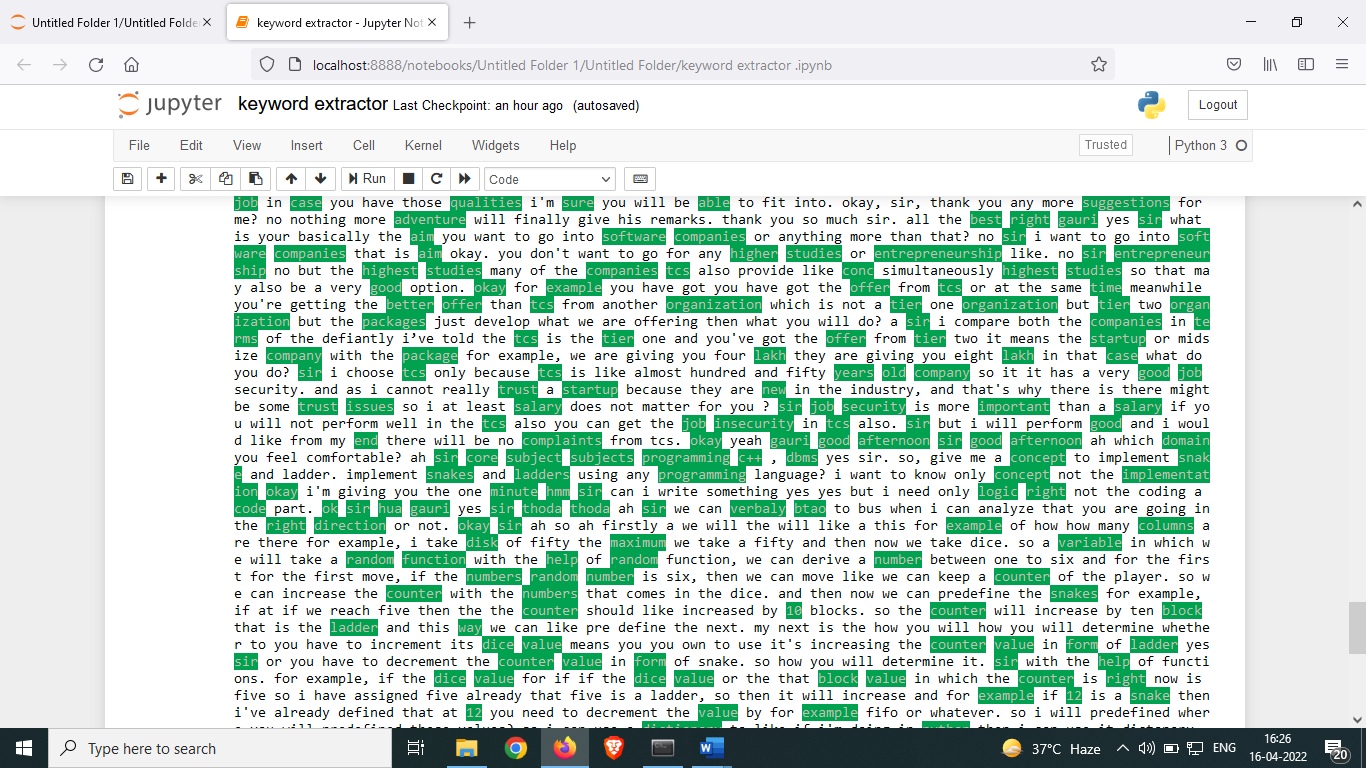 Untitled Folder 1/Untitled Folde
keyword extractor - Jupyter Not
localhost:8888/notebooks/Untitled Folder 1/Untitled Folder/keyword extractor .ipynb
jupyter keyword extractor Last Checkpoint: an hour ago (autosaved)
Logout
File Edit View Insert Cell Kernel Widgets Help
Trusted
Python 3
Run
Code
job in case you have those qualities i'm sure you will be able to fit into. okay, sir, thank you any more suggestions for
me? no nothing more adventure will finally give his remarks. thank you so much sir. all the best right gauri yes sir what
is your basically the aim you want to go into software companies or anything more than that? no sir i want to go into soft
ware companies that is aim okay. you don't want to go for any higher studies or entrepreneurship like. no sir entrepreneur
ship no but the highest studies many of the companies tcs also provide like conc simultaneously highest studies so that ma
y also be a very good option. okay for example you have got you have got the offer from tcs or at the same time meanwhile
you're getting the better offer than tcs from another organization which is not a tier one organization but tier two organ
ization but the packages just develop what we are offering then what you will do? a sir i compare both the companies in te
rms of the defiantly i've told the tcs is the tier one and you've got the offer from tier two it means the startup or mids
ize company with the package for example, we are giving you four lakh they are giving you eight lakh in that case what do
you do? sir i choose tcs only because tcs is like almost hundred and fifty years old company so it it has a very good job
security. and as i cannot really trust a startup because they are new in the industry, and that's why there is there might
be some trust issues so i at least salary does not matter for you ? sir job security is more important than a salary if yo
u will not perform well in the tcs also you can get the job insecurity in tcs also. sir but i will perform good and i woul
d like from my end there will be no complaints from tcs. okay yeah gauri good afternoon sir good afternoon ah which domain
you feel comfortable? ah sir core subject subjects programming c++ , dbms yes sir. so, give me a concept to implement snak
e and ladder. implement snakes and ladders using any programming language? i want to know only concept not the implementat
ion okay i'm giving you the one minute hmm sir can i write something yes yes but i need only logic right not the coding a
code part. ok sir hua gauri yes sir thoda thoda ah sir we can verbaly btao to bus when i can analyze that you are going in
the right direction or not. okay sir ah so ah firstly a we will the will like a this for example of how how many columns a
re there for example, i take disk of fifty the maximum we take a fifty and then now we take dice. so a variable in which w
e will take a random function with the help of random function, we can derive a number between one to six and for the firs
t for the first move, if the numbers random number is six, then we can move like we can keep a counter of the player. so w
e can increase the counter with the numbers that comes in the dice. and then now we can predefine the snakes for example,
if at if we reach five then the the counter should like increased by 10 blocks. so the counter will increase by ten block
that is the ladder and this way we can like pre define the next. my next is the how you will how you will determine whethe
r to you have to increment its dice value means you you own to use it's increasing the counter value in form of ladder yes
sir or you have to decrement the counter value in form of snake. so how you will determine it. sir with the help of functi
ons. for example, if the dice value for if if the dice value or the that block value in which the counter is right now is
five so i have assigned five already that five is a ladder, so then it will increase and for example if 12 is a snake then
i've already defined that at 12 you need to decrement the value by for example fifo or whatever. so i will predefined wher
Type here to search
37°C Haze
ENG
16:26
16-04-2022
20